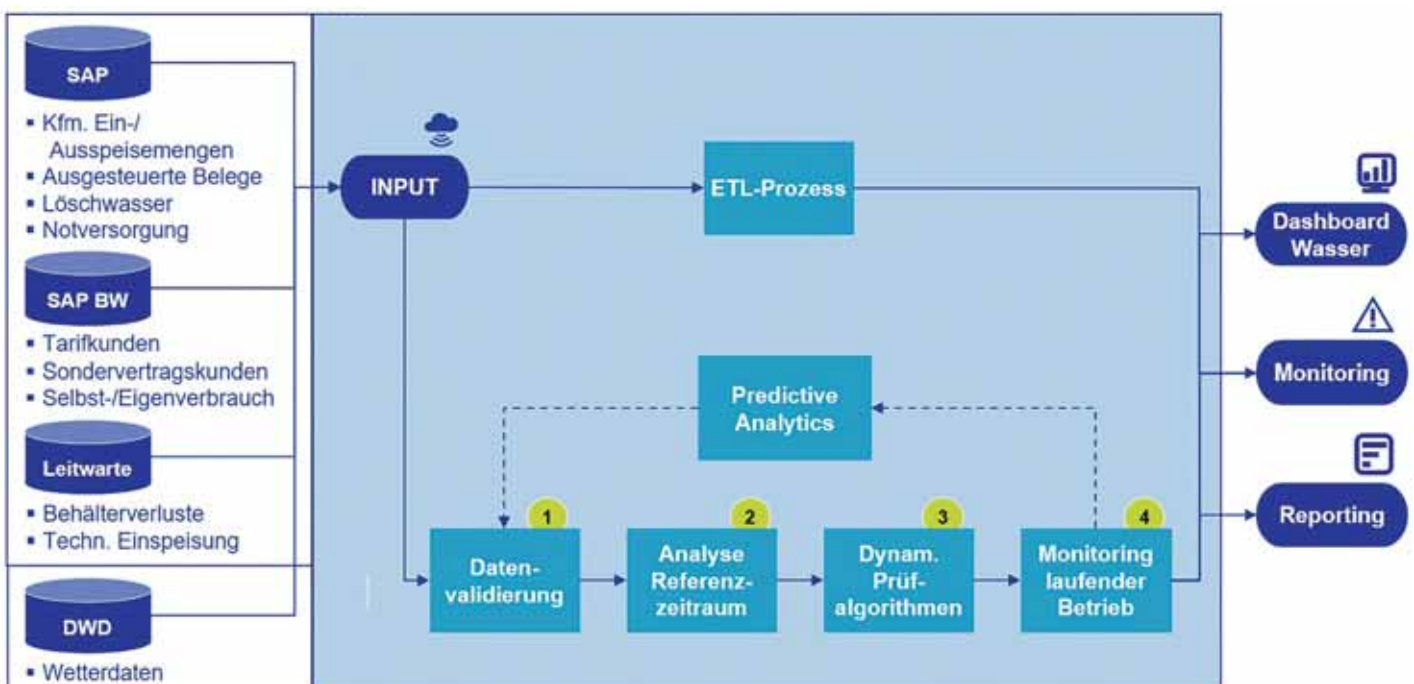 SAP
▪ Kfm. Ein-/
Ausspeisemengen
▪ Ausgesteuerte Belege
▪ Löschwasser
▪ Notversorgung
SAP BW
▪ Tarifkunden
▪ Sondervertragskunden
▪ Selbst-/Eigenverbrauch
Leitwarte
▪ Behälterverluste
▪ Techn. Einspeisung
DWD
▪ Wetterdaten
INPUT
ETL-Prozess
Predictive
Analytics
1
Daten-
validierung
2
Analyse
Referenz-
zeitraum
3
Dynam.
Prüf-
algorithmen
4
Monitoring
laufender
Betrieb
Dashboard
Wasser
Monitoring
Reporting